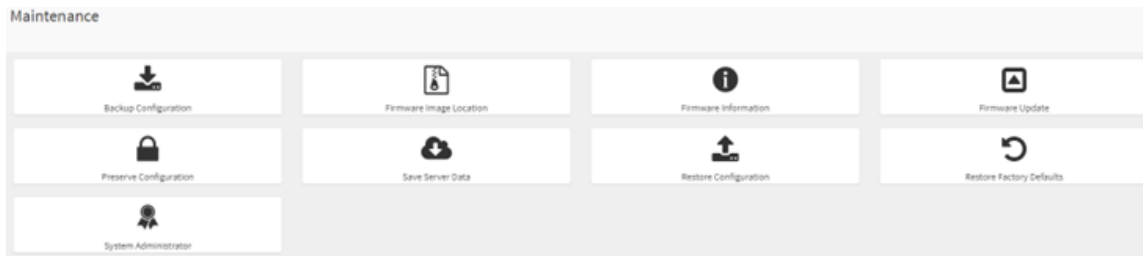 Maintenance
Backup Configuration
Firmware Image Location
Firmware Information
Firmware Update
Preserve Configuration
Save Server Data
Restore Configuration
Restore Factory Defaults
System Administrator